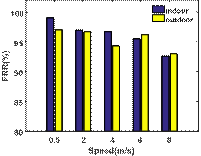 indoor
outdoor
100
95
90
85
80
FRR(%)
0.5 2 4 6 8
Speed(m/s)